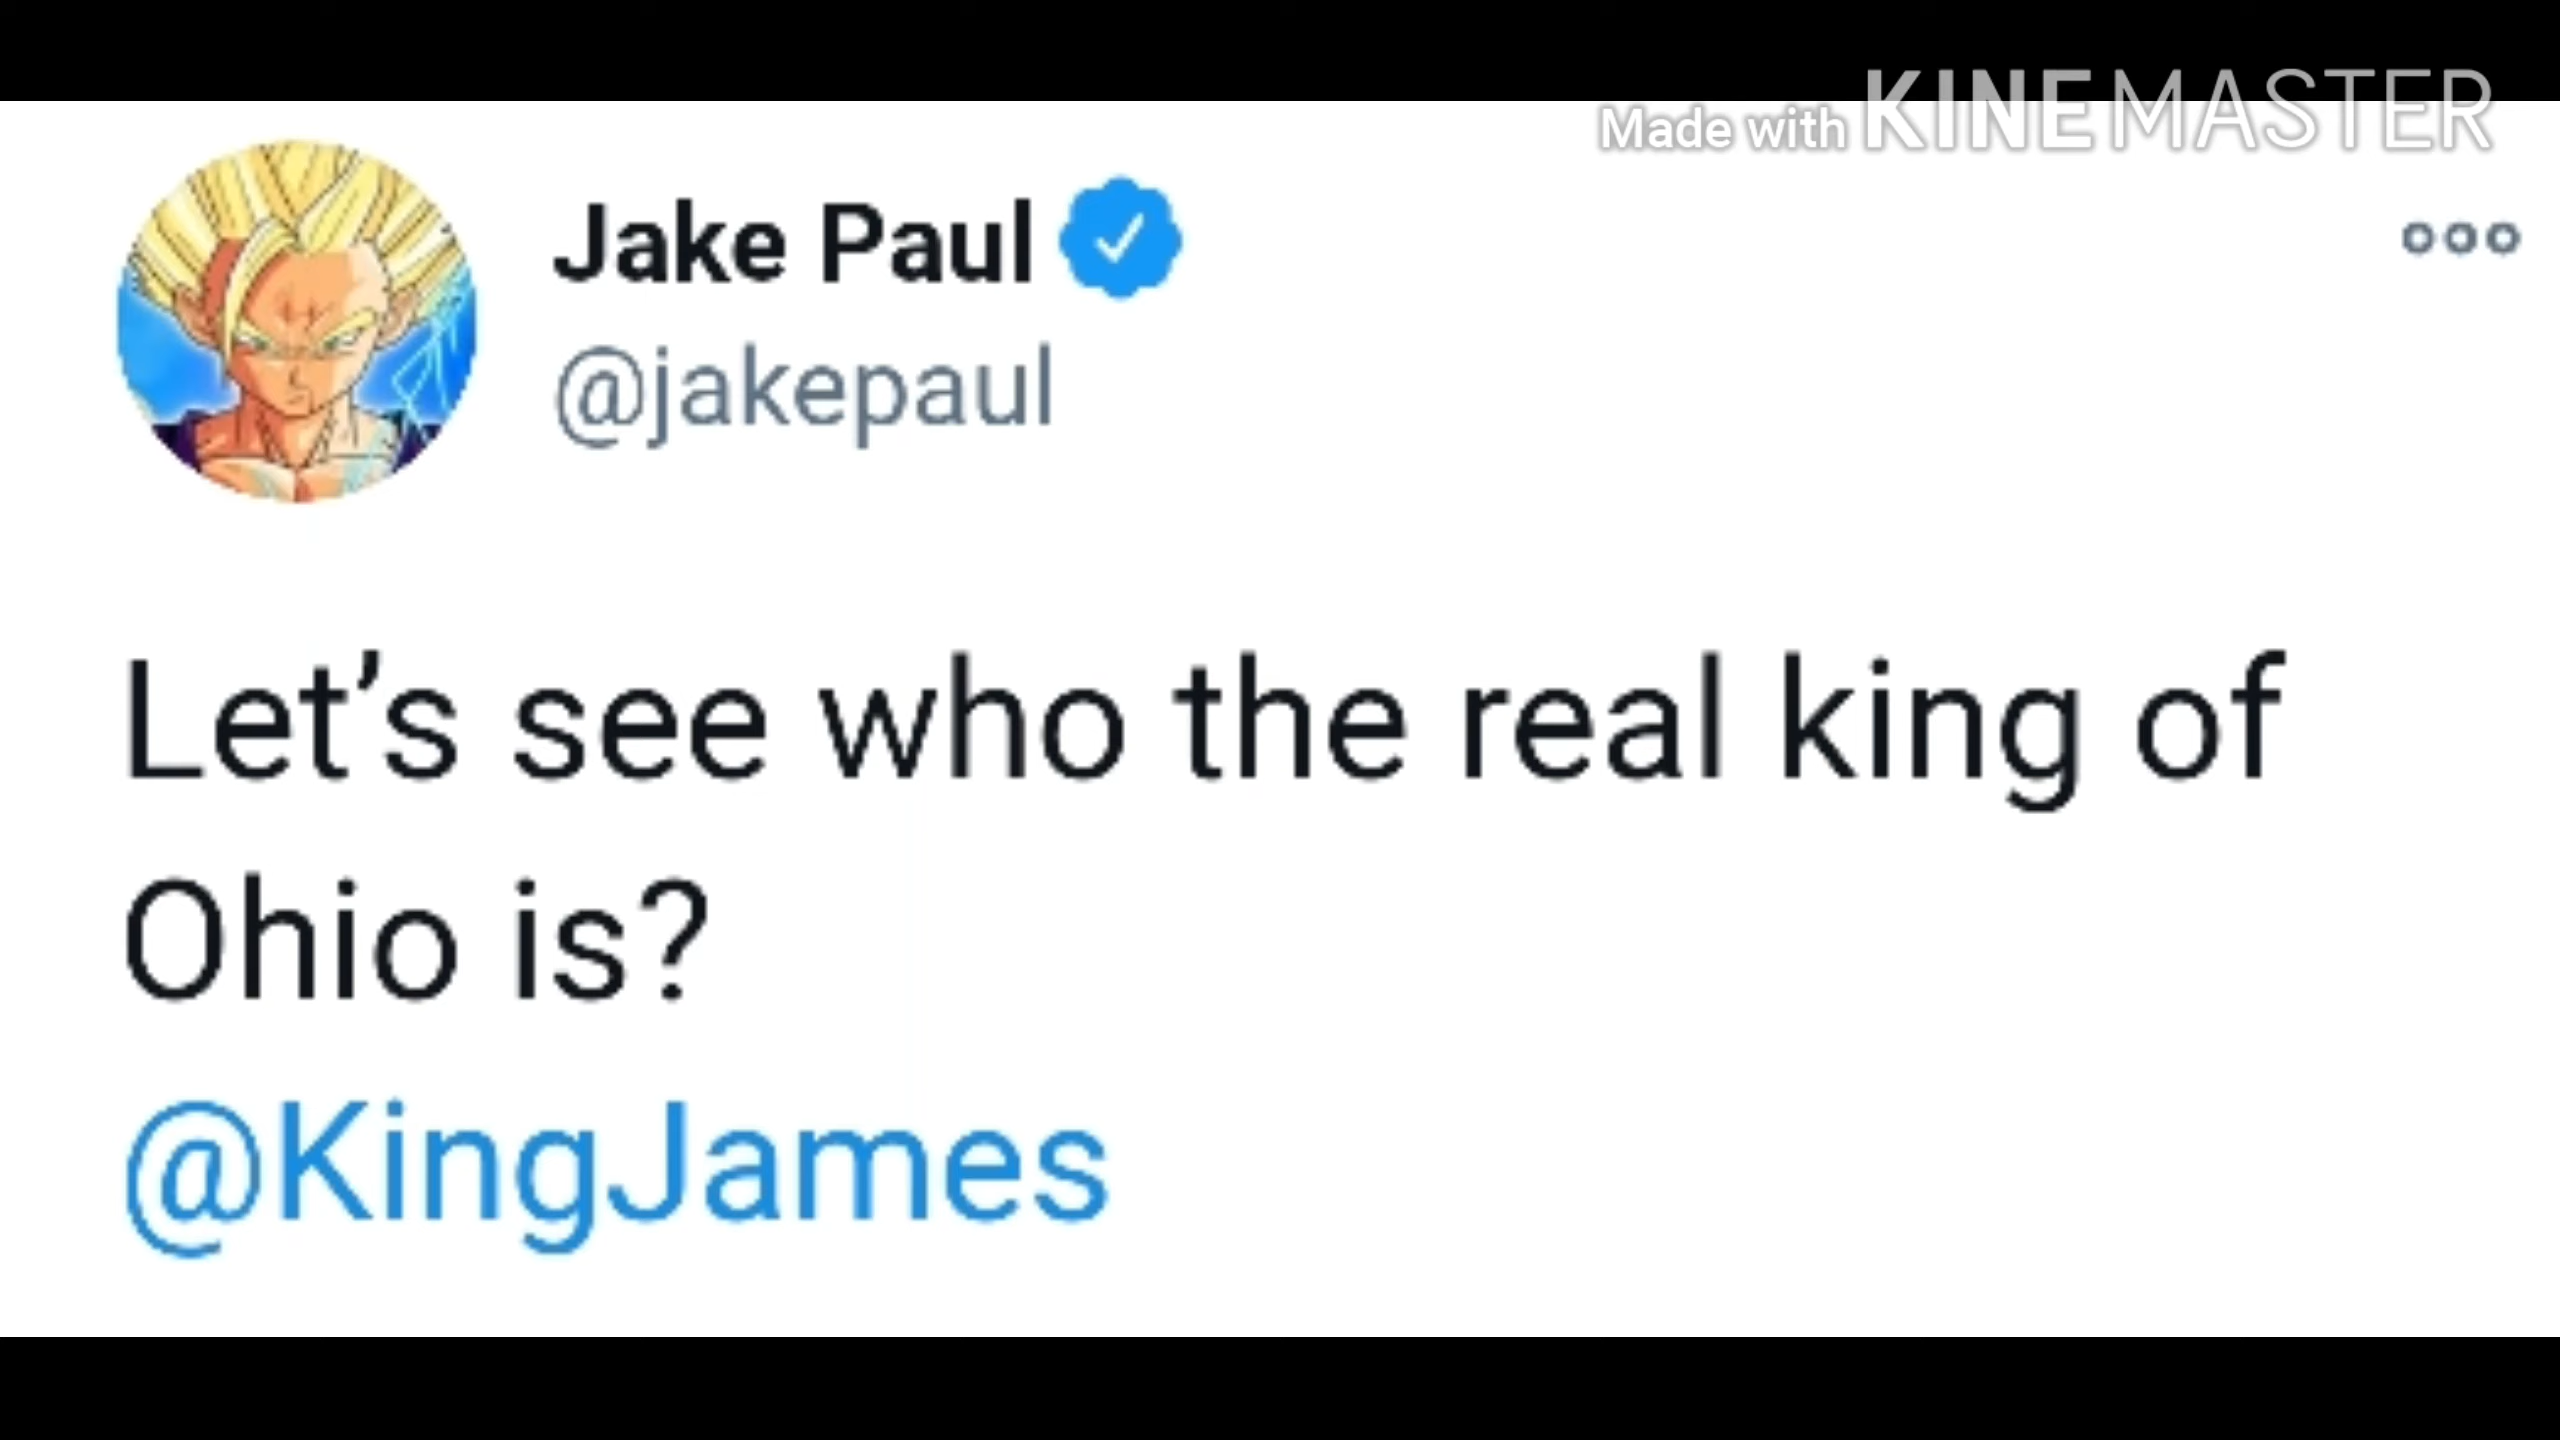 Made with KINEMASTER
Jake Paul
@jakepaul
Let’s see who the real king of
Ohio is?
@KingJames